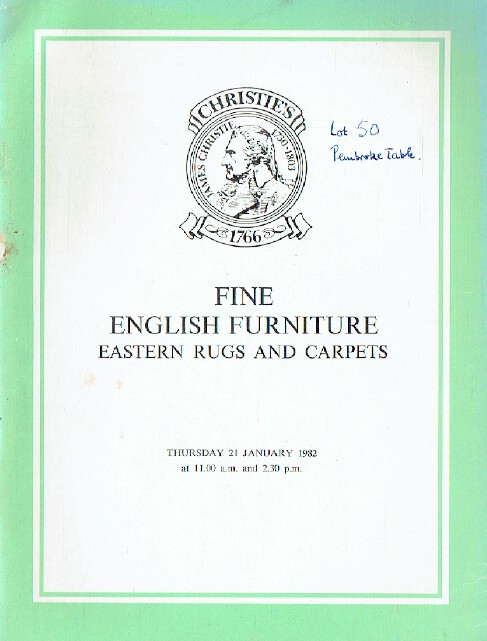 CHRISTIE'S
JAMES CHRISTIE 1730-1803
1766
Lot 50
Pembroke Table.
FINE
ENGLISH FURNITURE
EASTERN RUGS AND CARPETS
THURSDAY 21 JANUARY 1982
at 11.00 a.m. and 2.30 p.m.